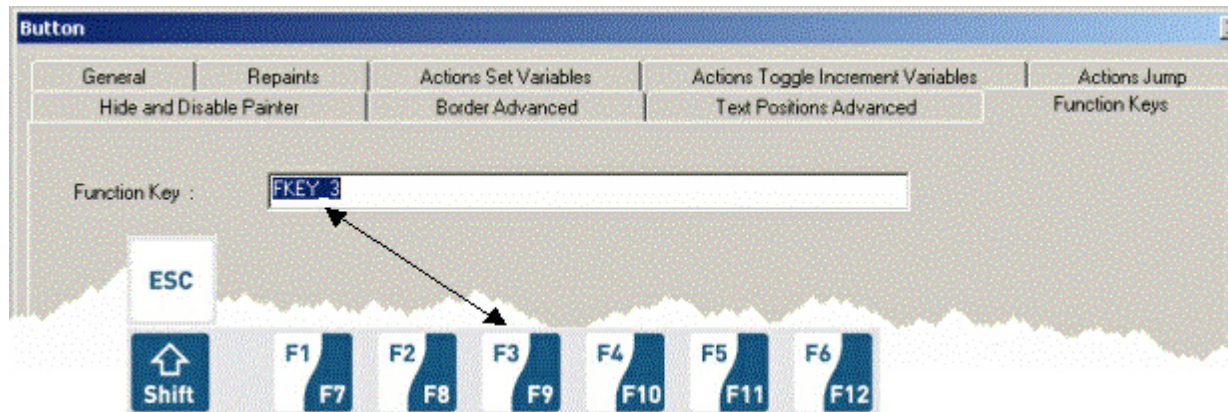 Button
General Repaints Actions Set Variables Actions Toggle Increment Variables Actions Jump
Hide and Disable Painter Border Advanced Text Positions Advanced Function Keys
Function Key : FKEY_3
ESC
Shift F1 F7 F2 F8 F3 F9 F4 F10 F5 F11 F6 F12